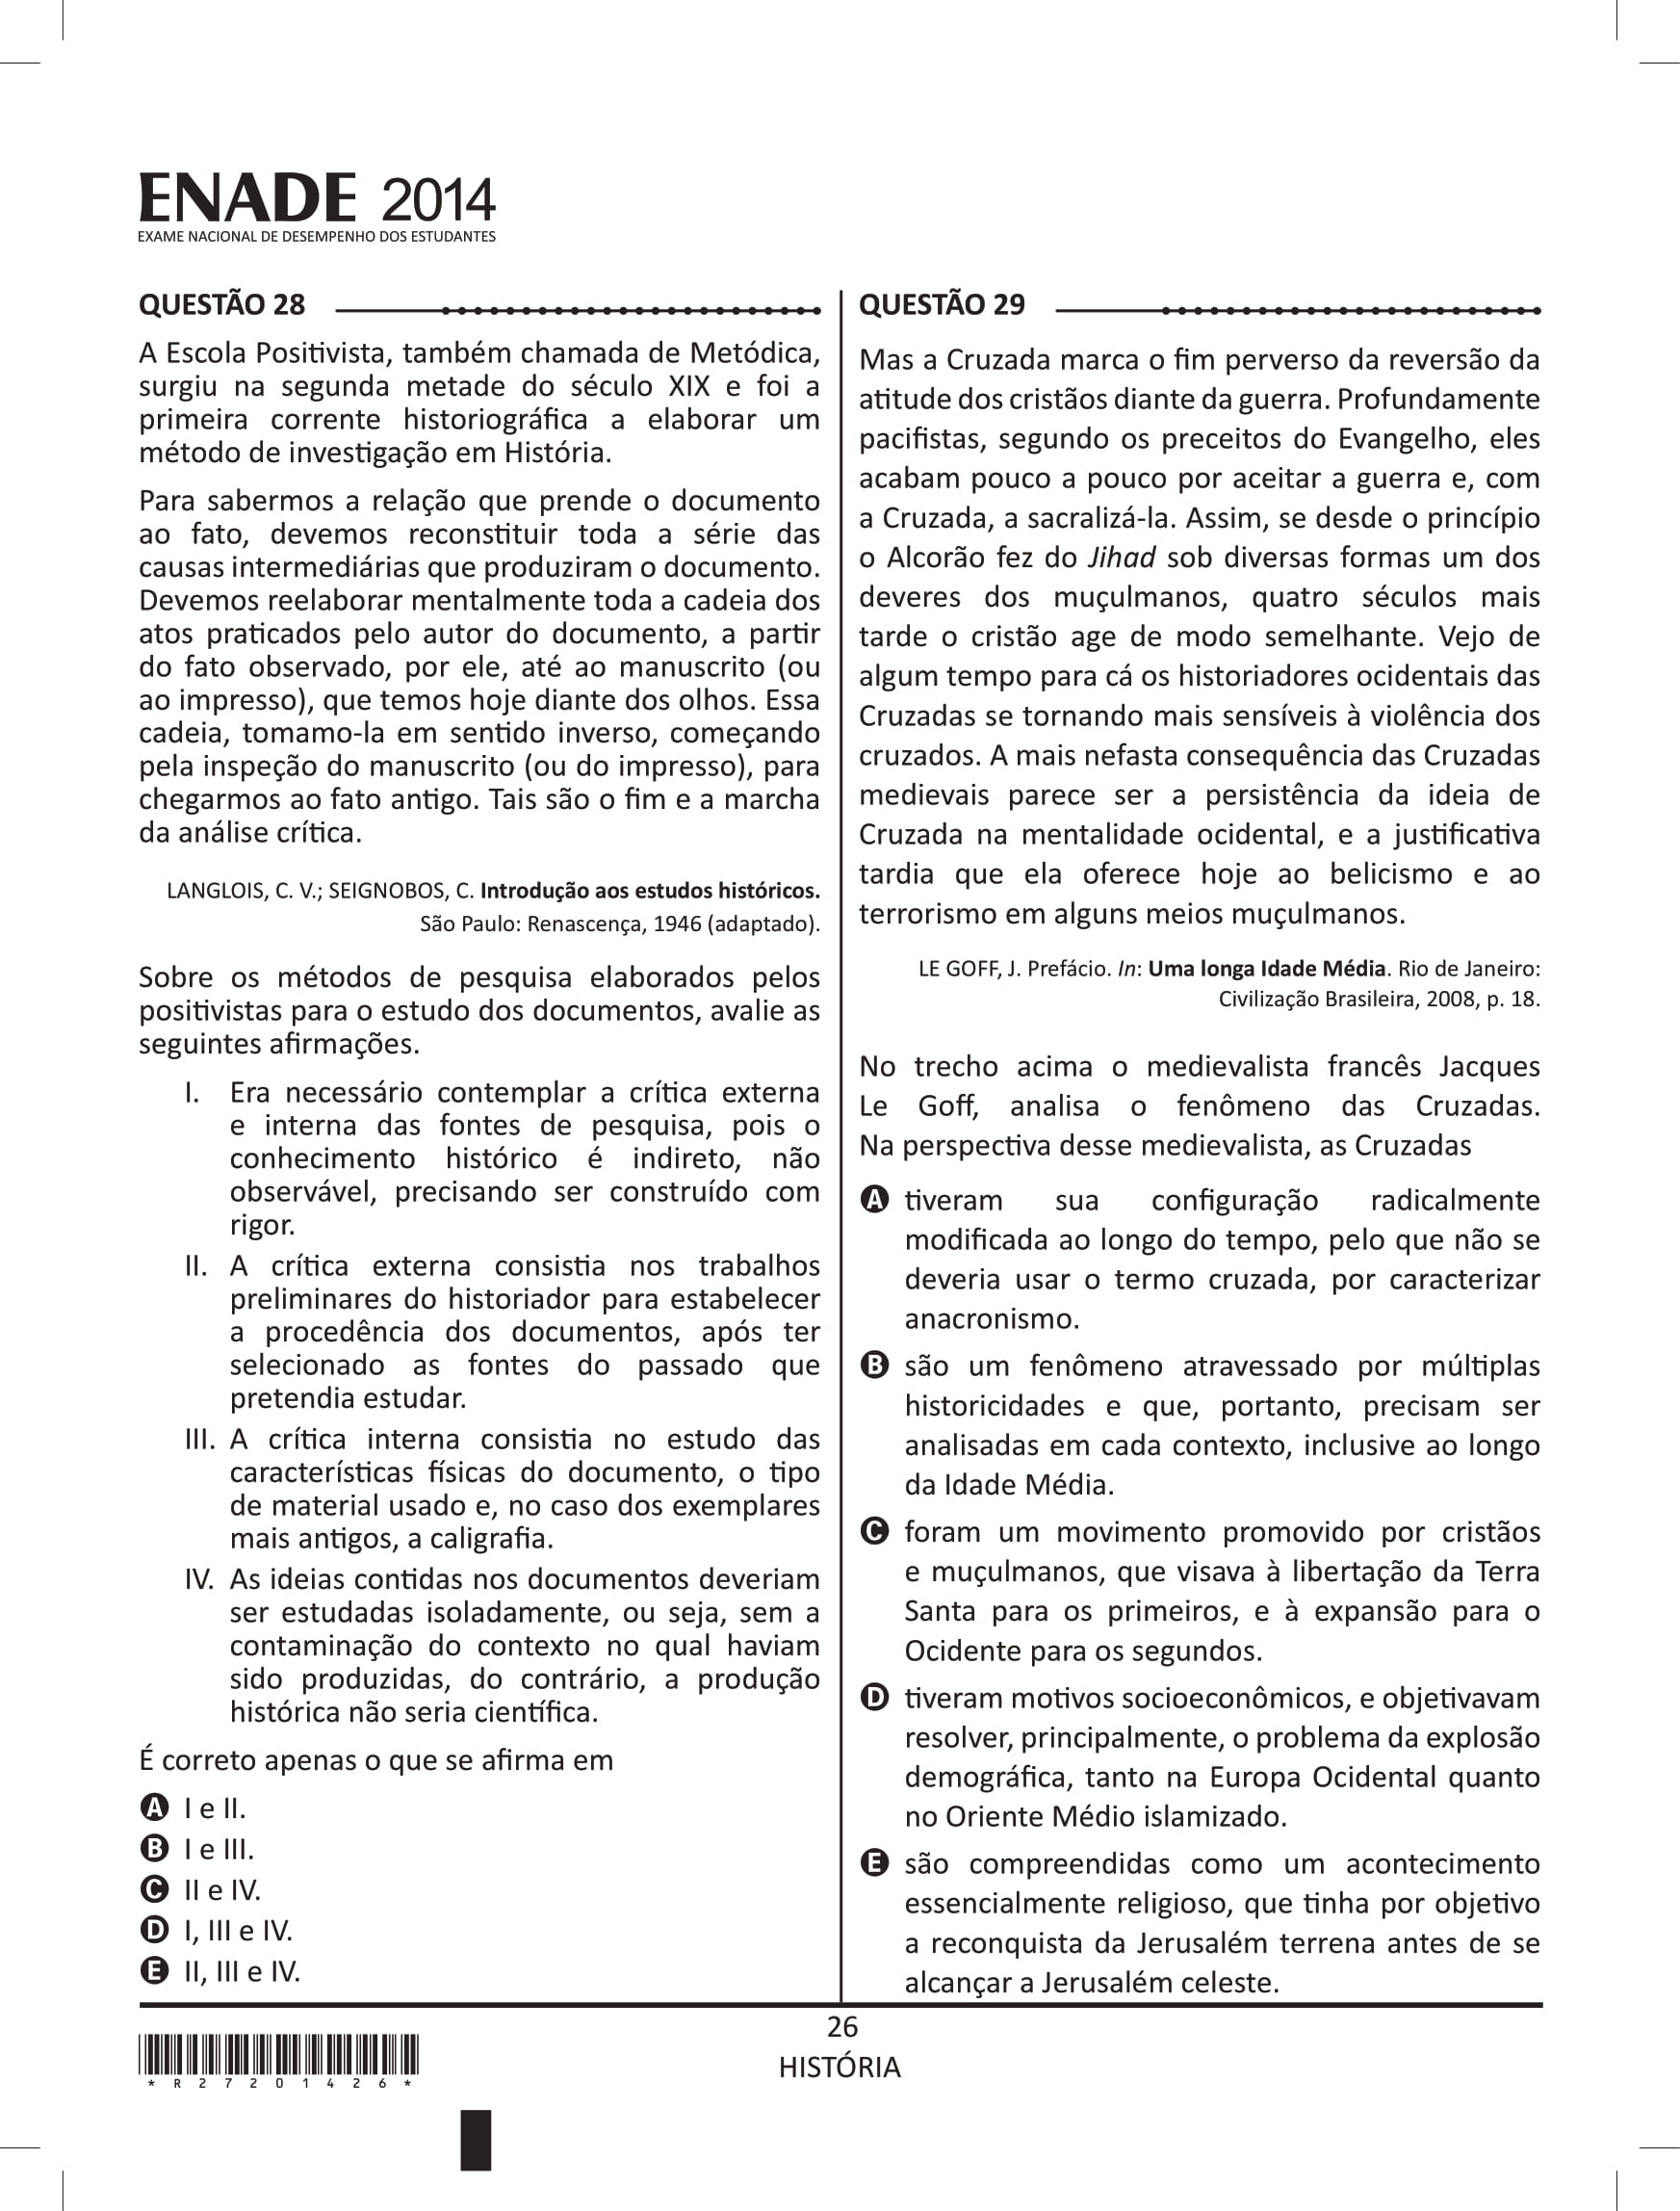 ENADE 2014
EXAME NACIONAL DE DESEMPENHO DOS ESTUDANTES
QUESTÃO 28
A Escola Positivista, também chamada de Metódica,
surgiu na segunda metade do século XIX e foi a
primeira corrente historiográfica a elaborar um
método de investigação em História.
Para sabermos a relação que prende o documento
ao fato, devemos reconstituir toda a série das
causas intermediárias que produziram o documento.
Devemos reelaborar mentalmente toda a cadeia dos
atos praticados pelo autor do documento, a partir
do fato observado, por ele, até ao manuscrito (ou
ao impresso), que temos hoje diante dos olhos. Essa
cadeia, tomamo-la em sentido inverso, começando
pela inspeção do manuscrito (ou do impresso), para
chegarmos ao fato antigo. Tais são o fim e a marcha
da análise crítica.
LANGLOIS, C. V.; SEIGNOBOS, C. Introdução aos estudos históricos.
São Paulo: Renascença, 1946 (adaptado).
Sobre os métodos de pesquisa elaborados pelos
positivistas para o estudo dos documentos, avalie as
seguintes afirmações.
I. Era necessário contemplar a crítica externa
e interna das fontes de pesquisa, pois o
conhecimento histórico é indireto, não
observável, precisando ser construído com
rigor.
II. A crítica externa consistia nos trabalhos
preliminares do historiador para estabelecer
a procedência dos documentos, após ter
selecionado as fontes do passado que
pretendia estudar.
III. A crítica interna consistia no estudo das
características físicas do documento, o tipo
de material usado e, no caso dos exemplares
mais antigos, a caligrafia.
IV. As ideias contidas nos documentos deveriam
ser estudadas isoladamente, ou seja, sem a
contaminação do contexto no qual haviam
sido produzidas, do contrário, a produção
histórica não seria científica.
É correto apenas o que se afirma em
A I e II.
B I e III.
C II e IV.
D I, III e IV.
E II, III e IV.
QUESTÃO 29
Mas a Cruzada marca o fim perverso da reversão da
atitude dos cristãos diante da guerra. Profundamente
pacifistas, segundo os preceitos do Evangelho, eles
acabam pouco a pouco por aceitar a guerra e, com
a Cruzada, a sacralizá-la. Assim, se desde o princípio
o Alcorão fez do Jihad sob diversas formas um dos
deveres dos muçulmanos, quatro séculos mais
tarde o cristão age de modo semelhante. Vejo de
algum tempo para cá os historiadores ocidentais das
Cruzadas se tornando mais sensíveis à violência dos
cruzados. A mais nefasta consequência das Cruzadas
medievais parece ser a persistência da ideia de
Cruzada na mentalidade ocidental, e a justificativa
tardia que ela oferece hoje ao belicismo e ao
terrorismo em alguns meios muçulmanos.
LE GOFF, J. Prefácio. In: Uma longa Idade Média. Rio de Janeiro:
Civilização Brasileira, 2008, p. 18.
No trecho acima o medievalista francês Jacques
Le Goff, analisa o fenômeno das Cruzadas.
Na perspectiva desse medievalista, as Cruzadas
A tiveram sua configuração radicalmente
modificada ao longo do tempo, pelo que não se
deveria usar o termo cruzada, por caracterizar
anacronismo.
B são um fenômeno atravessado por múltiplas
historicidades e que, portanto, precisam ser
analisadas em cada contexto, inclusive ao longo
da Idade Média.
C foram um movimento promovido por cristãos
e muçulmanos, que visava à libertação da Terra
Santa para os primeiros, e à expansão para o
Ocidente para os segundos.
D tiveram motivos socioeconômicos, e objetivavam
resolver, principalmente, o problema da explosão
demográfica, tanto na Europa Ocidental quanto
no Oriente Médio islamizado.
E são compreendidas como um acontecimento
essencialmente religioso, que tinha por objetivo
a reconquista da Jerusalém terrena antes de se
alcançar a Jerusalém celeste.
26
HISTÓRIA
* R 2 7 2 0 1 4 2 6 *